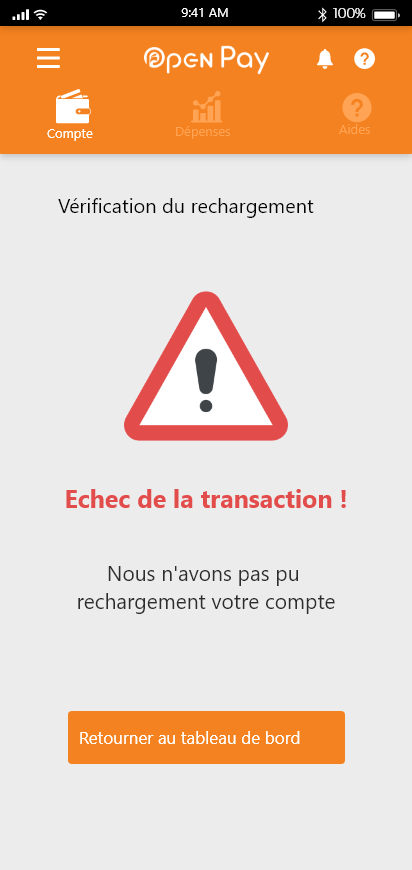 9:41 AM
100%
Open Pay
Compte
Dépenses
Aides
Vérification du rechargement
Echec de la transaction !
Nous n'avons pas pu
rechargement votre compte
Retourner au tableau de bord